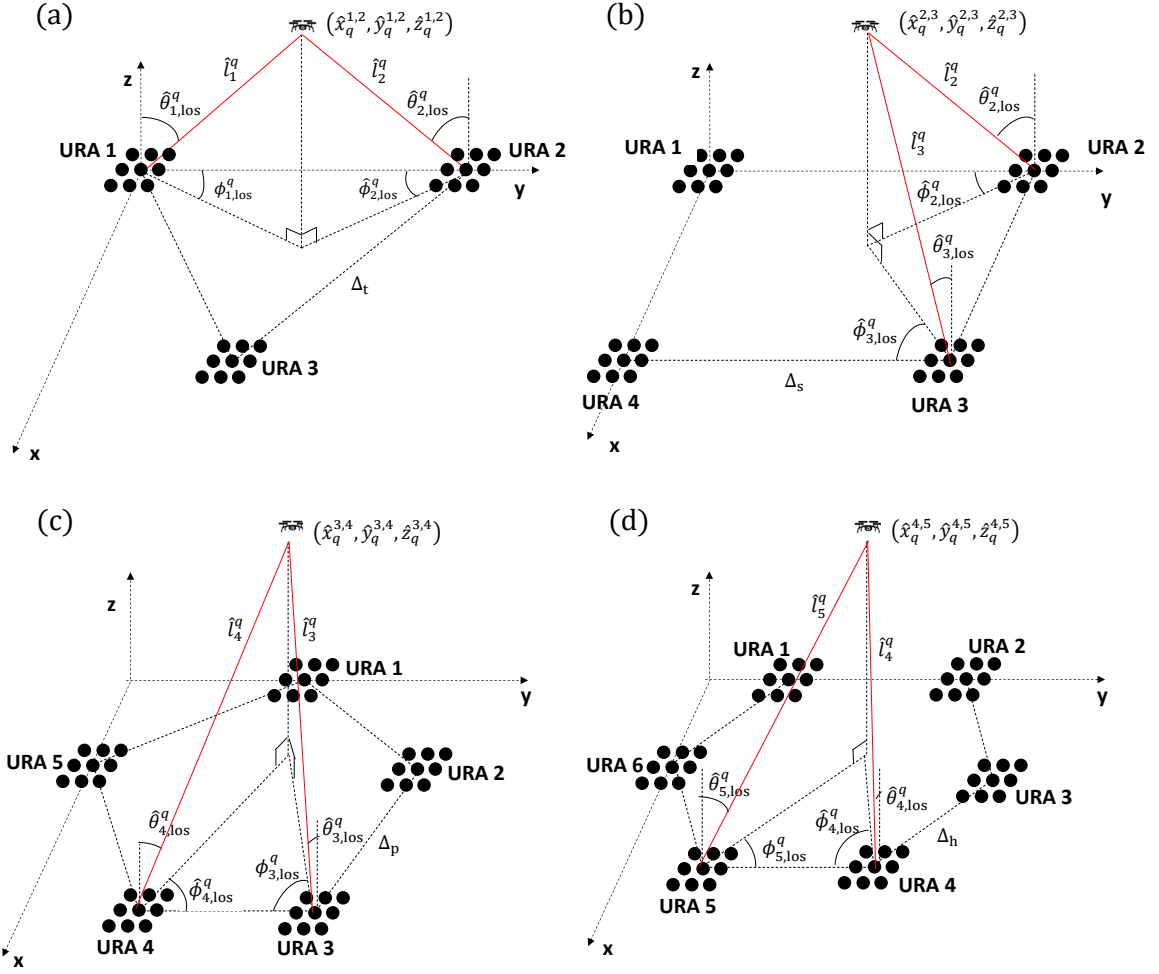 (a)
(x̂_q^{1,2}, ŷ_q^{1,2}, ẑ_q^{1,2})
z
l̂_1^q
l̂_2^q
θ̂_{1,los}^q
θ̂_{2,los}^q
URA 1
URA 2
ϕ_{1,los}^q
ϕ̂_{2,los}^q
y
Δ_t
URA 3
x
(b)
(x̂_q^{2,3}, ŷ_q^{2,3}, ẑ_q^{2,3})
z
l̂_2^q
θ̂_{2,los}^q
l̂_3^q
URA 1
URA 2
ϕ̂_{2,los}^q
y
θ̂_{3,los}^q
ϕ̂_{3,los}^q
Δ_s
URA 4
URA 3
x
(c)
(x̂_q^{3,4}, ŷ_q^{3,4}, ẑ_q^{3,4})
z
l̂_4^q
l̂_3^q
URA 1
y
URA 5
URA 2
θ̂_{4,los}^q
θ̂_{3,los}^q
Δ_p
ϕ̂_{4,los}^q
ϕ_{3,los}^q
URA 4
URA 3
x
(d)
(x̂_q^{4,5}, ŷ_q^{4,5}, ẑ_q^{4,5})
z
l̂_5^q
l̂_4^q
URA 1
URA 2
y
URA 6
θ̂_{5,los}^q
θ̂_{4,los}^q
URA 3
ϕ_{5,los}^q
ϕ̂_{4,los}^q
Δ_h
URA 5
URA 4
x